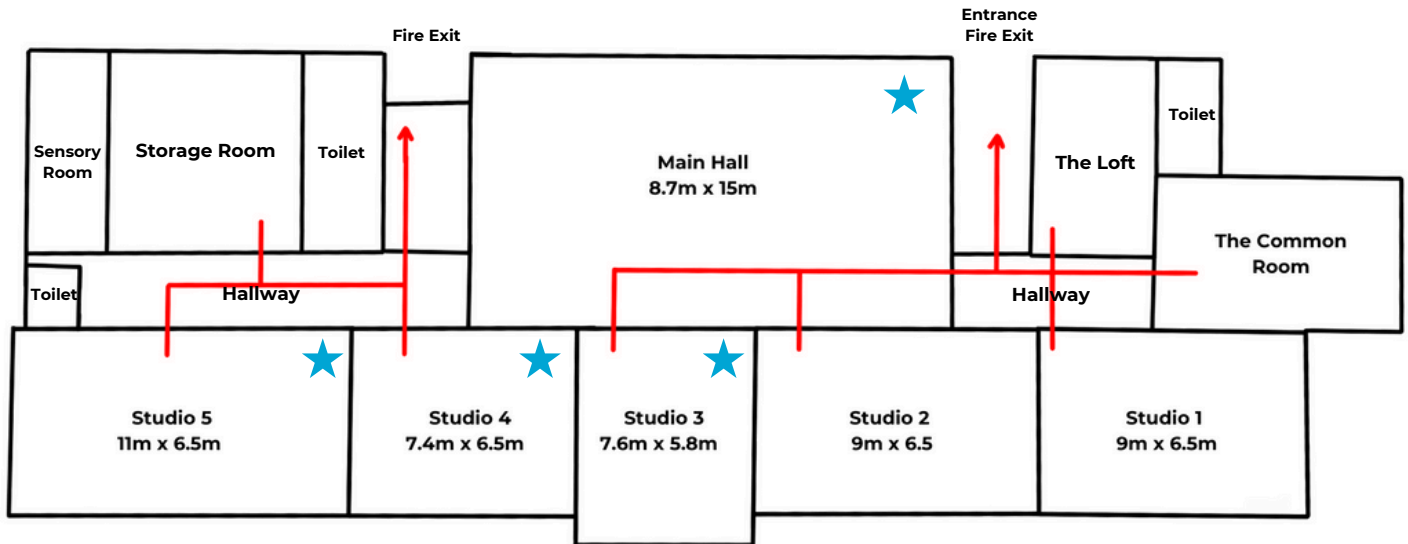 Fire Exit
Entrance
Fire Exit
Sensory
Room
Storage Room
Toilet
Main Hall
8.7m x 15m
The Loft
Toilet
The Common
Room
Toilet
Hallway
Hallway
Studio 5
11m x 6.5m
Studio 4
7.4m x 6.5m
Studio 3
7.6m x 5.8m
Studio 2
9m x 6.5
Studio 1
9m x 6.5m